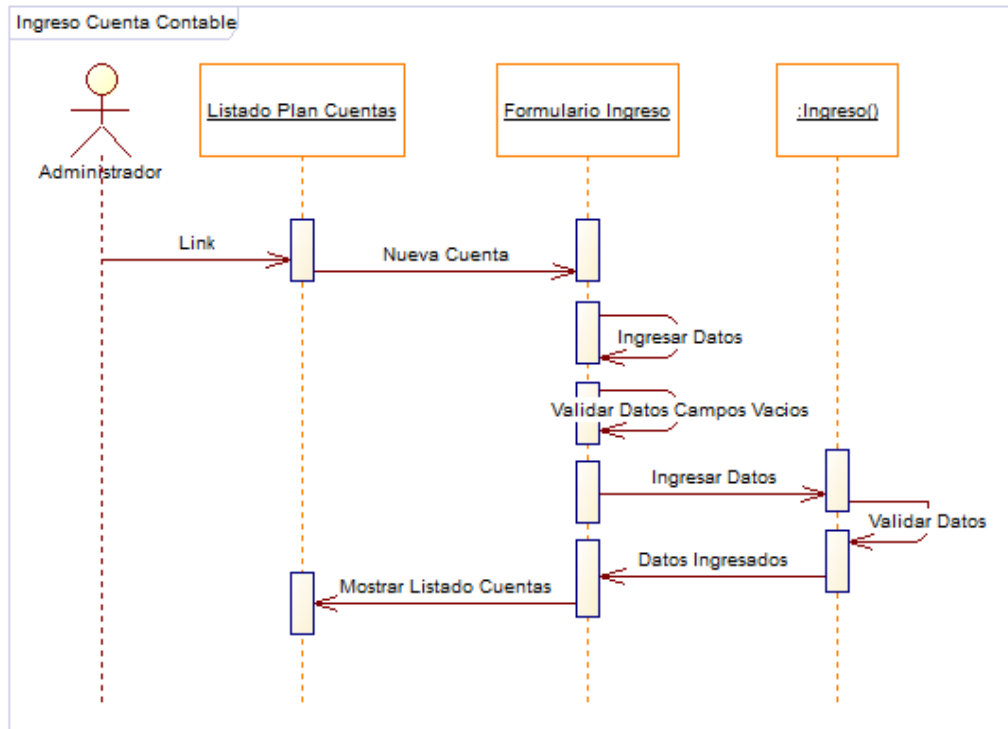 Ingreso Cuenta Contable
Listado Plan Cuentas
Formulario Ingreso
:Ingreso()
Administrador
Link
Nueva Cuenta
Ingresar Datos
Validar Datos Campos Vacios
Ingresar Datos
Validar Datos
Datos Ingresados
Mostrar Listado Cuentas